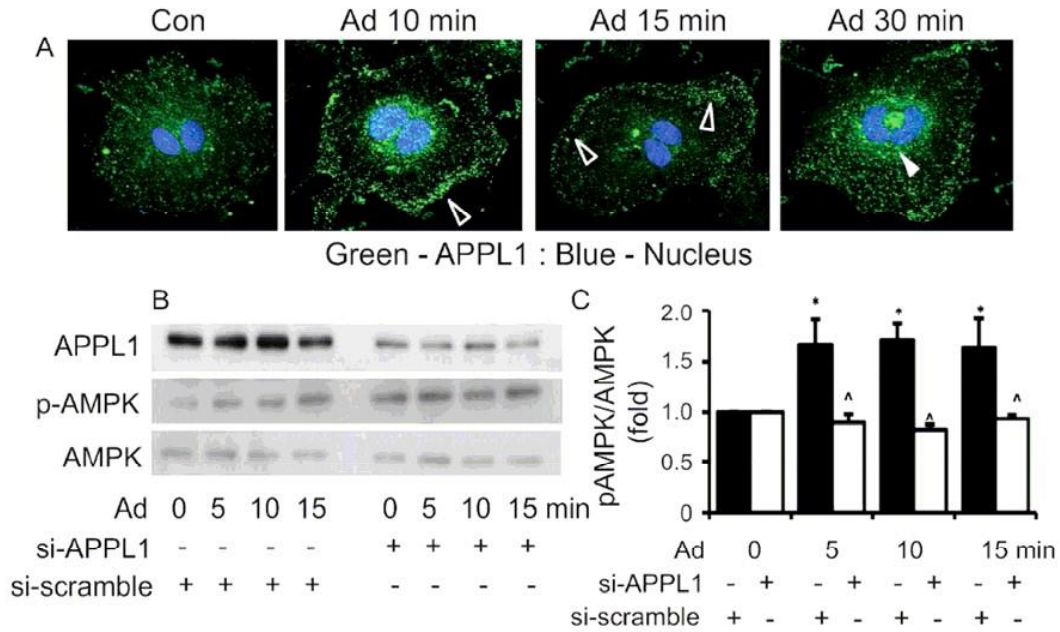 Con Ad 10 min Ad 15 min Ad 30 min
A
Green - APPL1 : Blue - Nucleus
B
APPL1
p-AMPK
AMPK
Ad 0 5 10 15 0 5 10 15 min
si-APPL1 - - - - + + + +
si-scramble + + + + - - - -
C
pAMPK/AMPK
(fold)
2.0
1.5
1.0
0.5
0
* * *
^ ^ ^
Ad 0 5 10 15 min
si-APPL1 - + - + - + - +
si-scramble + - + - + - + -